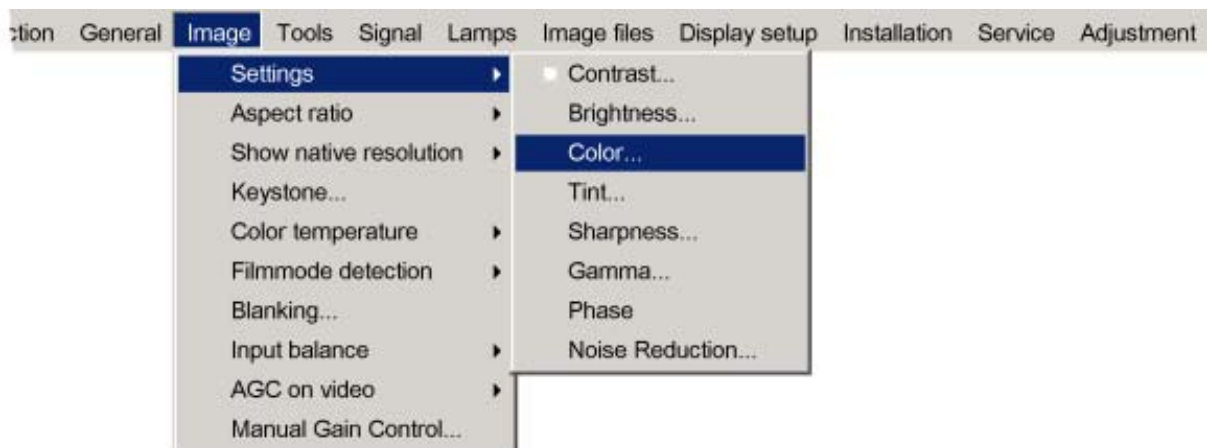 ction General Image Tools Signal Lamps Image files Display setup Installation Service Adjustment
Settings
Aspect ratio
Show native resolution
Keystone...
Color temperature
Filmmode detection
Blanking...
Input balance
AGC on video
Manual Gain Control...
Contrast...
Brightness...
Color...
Tint...
Sharpness...
Gamma...
Phase
Noise Reduction...